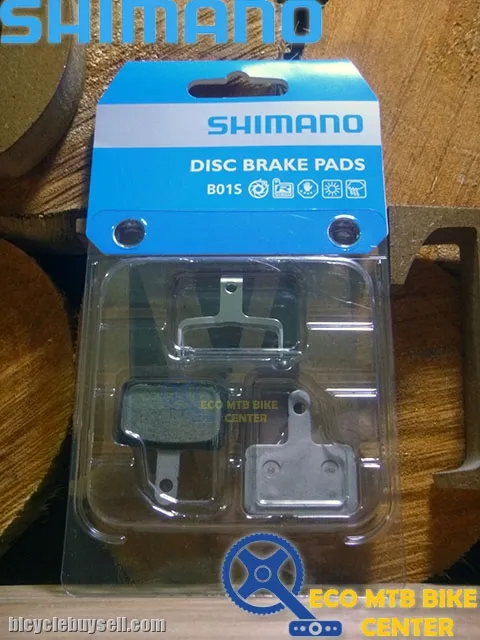 SHIMANO
SHIMANO
DISC BRAKE PADS
B01S
ECO MTB BIKE
CENTER
ECO MTB BIKE
CENTER
bicyclebuysell.com